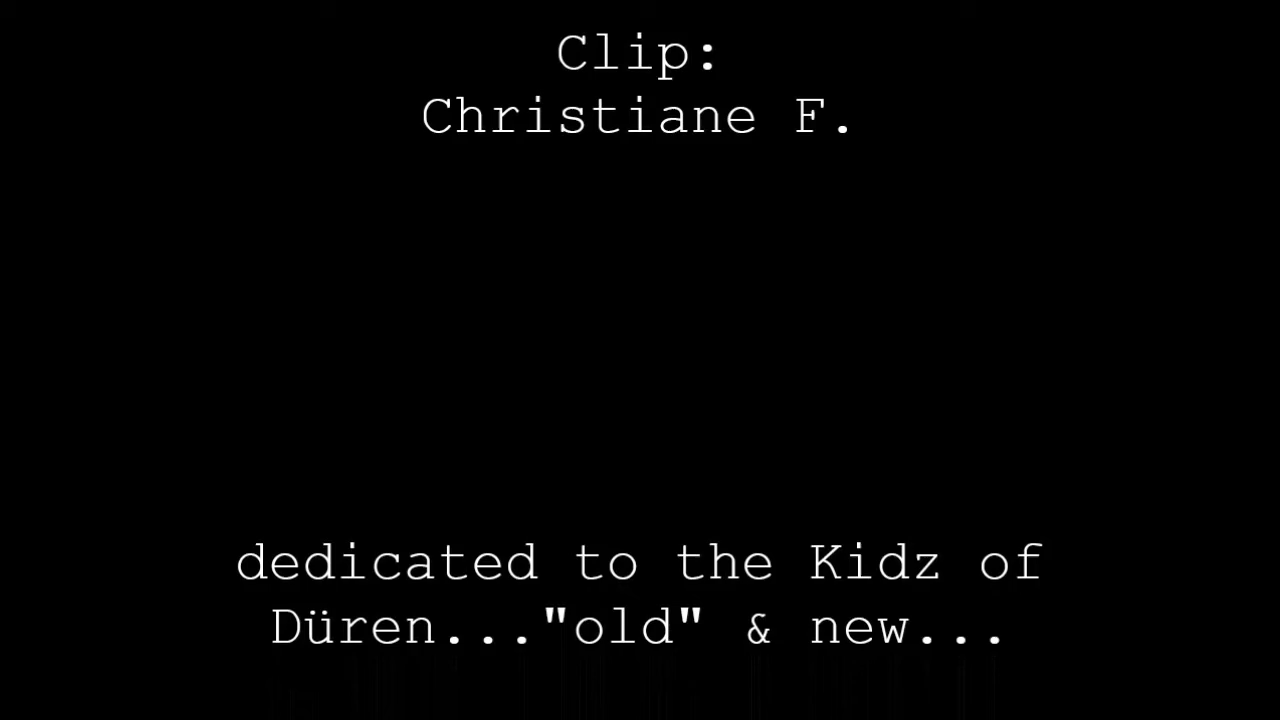 Clip:
Christiane F.
dedicated to the Kidz of
Düren..."old" & new...